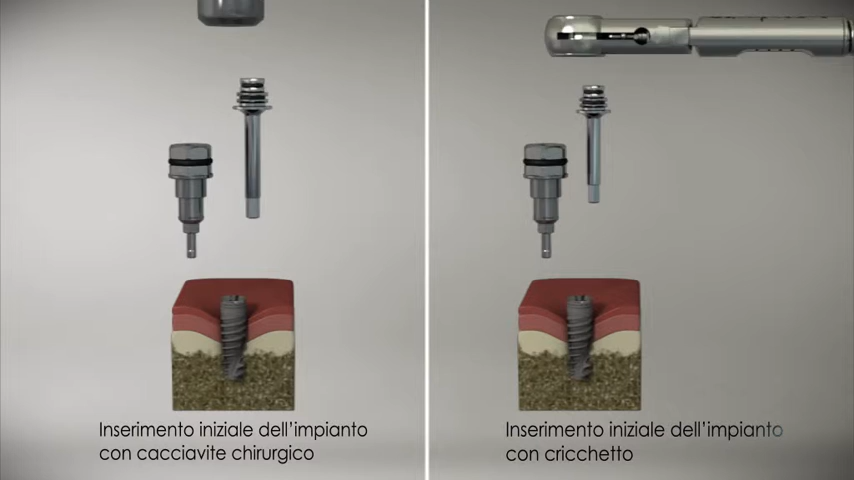 Inserimento iniziale dell'impianto
con cacciavite chirurgico
Inserimento iniziale dell'impianto
con cricchetto